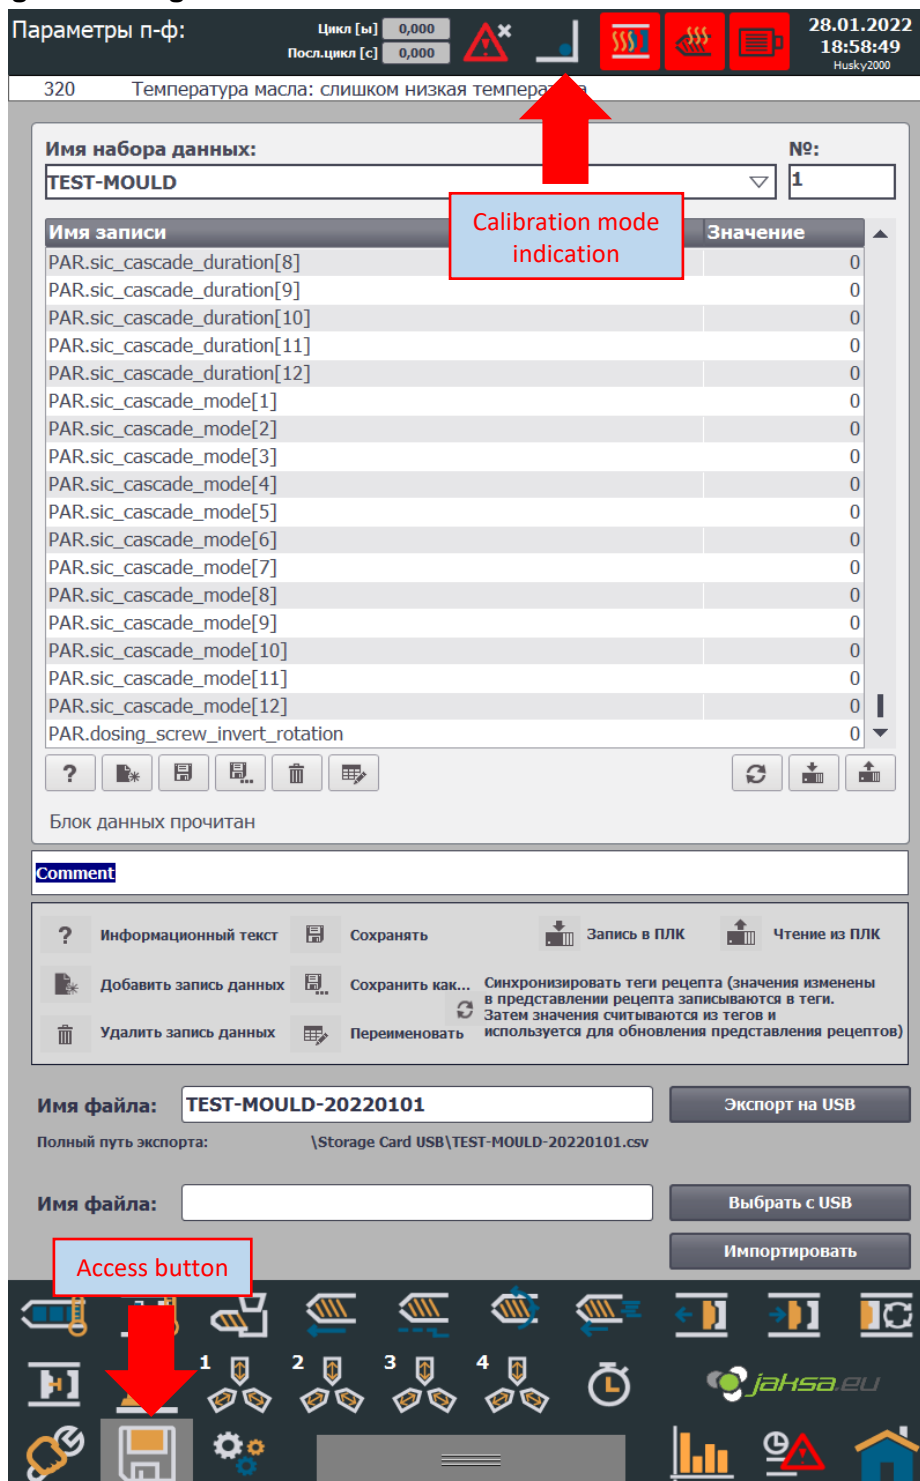 Параметры п-ф:
Цикл [ы] 0,000
Посл.цикл [с] 0,000
28.01.2022
18:58:49
Husky2000
320 Температура масла: слишком низкая
Имя набора данных: №:
TEST-MOULD 1
Calibration mode
indication
Имя записи Значение
PAR.sic_cascade_duration[8] 0
PAR.sic_cascade_duration[9] 0
PAR.sic_cascade_duration[10] 0
PAR.sic_cascade_duration[11] 0
PAR.sic_cascade_duration[12] 0
PAR.sic_cascade_mode[1] 0
PAR.sic_cascade_mode[2] 0
PAR.sic_cascade_mode[3] 0
PAR.sic_cascade_mode[4] 0
PAR.sic_cascade_mode[5] 0
PAR.sic_cascade_mode[6] 0
PAR.sic_cascade_mode[7] 0
PAR.sic_cascade_mode[8] 0
PAR.sic_cascade_mode[9] 0
PAR.sic_cascade_mode[10] 0
PAR.sic_cascade_mode[11] 0
PAR.sic_cascade_mode[12] 0
PAR.dosing_screw_invert_rotation 0
?
Блок данных прочитан
Comment
? Информационный текст Сохранять Запись в ПЛК Чтение из ПЛК
Добавить запись данных Сохранить как...
Удалить запись данных Переименовать
Синхронизировать теги рецепта (значения изменены
в представлении рецепта записываются в теги.
Затем значения считываются из тегов и
используется для обновления представления рецептов)
Имя файла: TEST-MOULD-20220101 Экспорт на USB
Полный путь экспорта: \Storage Card USB\TEST-MOULD-20220101.csv
Имя файла: Выбрать с USB
Импортировать
Access button
1 2 3 4
jaksa.eu